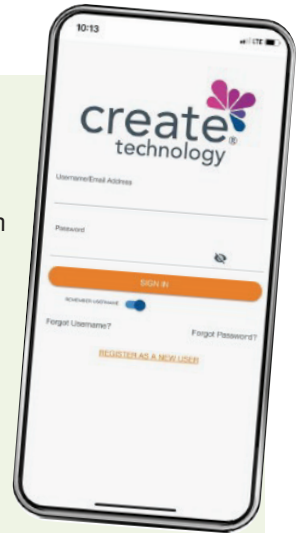 10:13
LTE
create®
technology
Username/Email Address
Password
SIGN IN
REMEMBER USERNAME
Forgot Username?
Forgot Password?
REGISTER AS A NEW USER
n